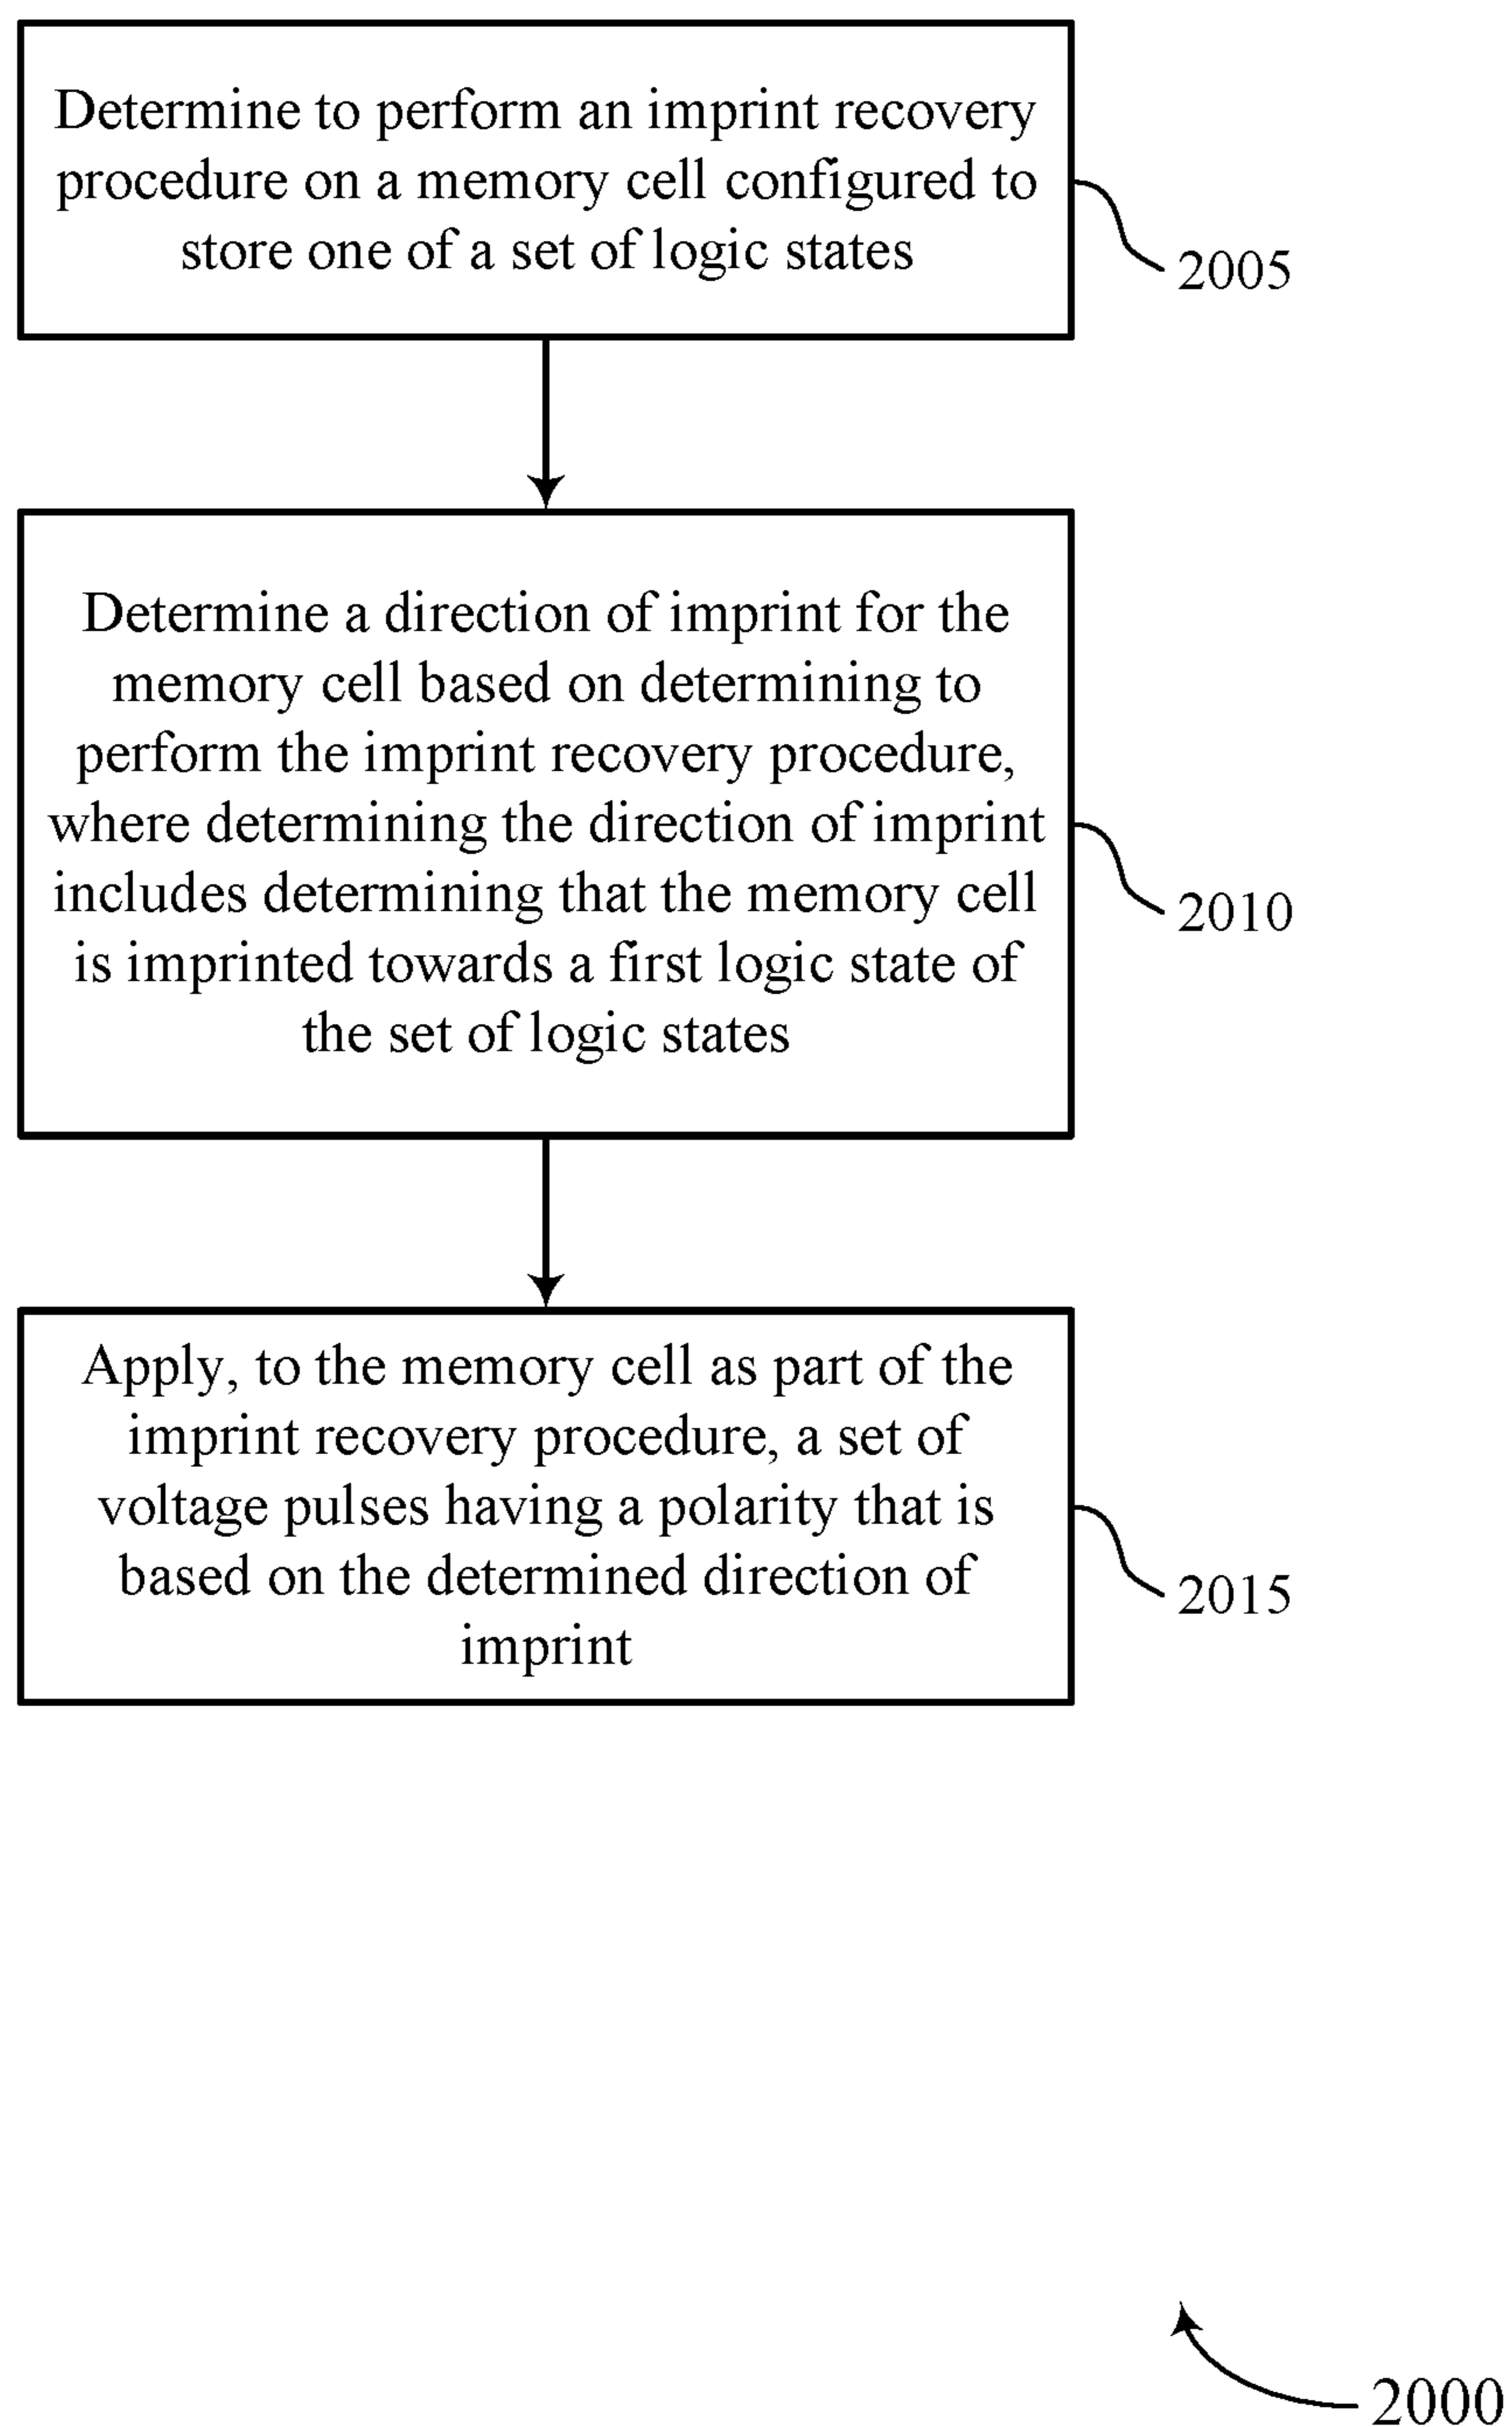 Determine to perform an imprint recovery
procedure on a memory cell configured to
store one of a set of logic states
2005
Determine a direction of imprint for the
memory cell based on determining to
perform the imprint recovery procedure,
where determining the direction of imprint
includes determining that the memory cell
is imprinted towards a first logic state of
the set of logic states
2010
Apply, to the memory cell as part of the
imprint recovery procedure, a set of
voltage pulses having a polarity that is
based on the determined direction of
imprint
2015
2000